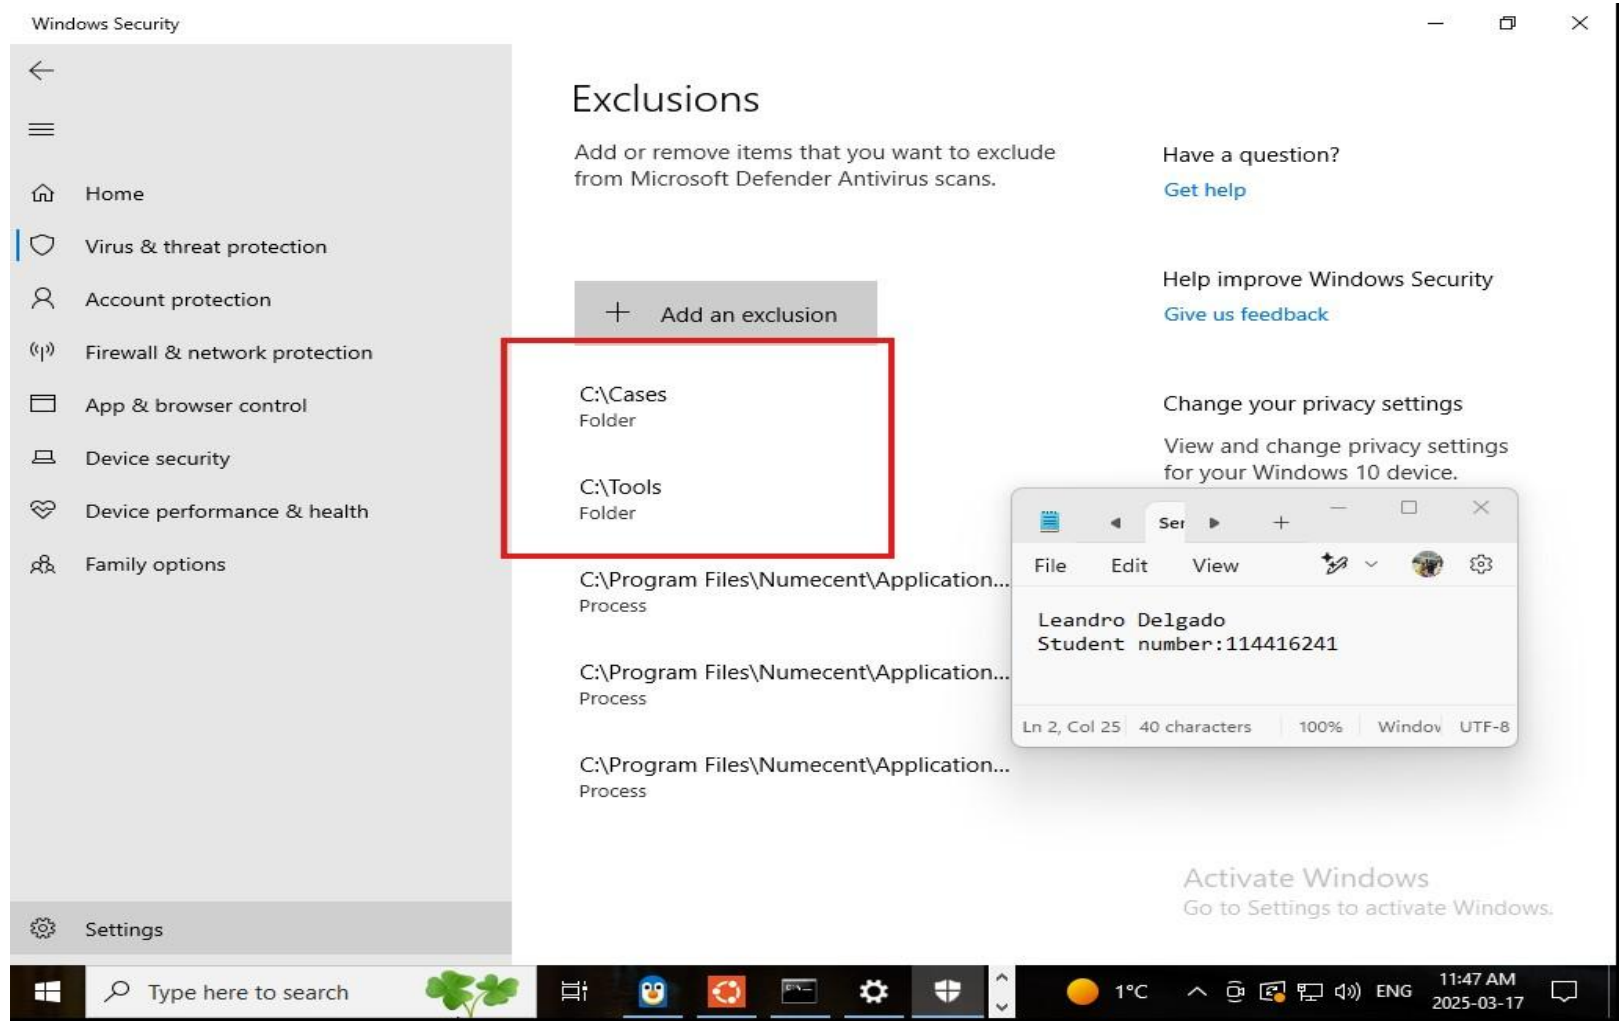 Windows Security
Home
Virus & threat protection
Account protection
Firewall & network protection
App & browser control
Device security
Device performance & health
Family options
Settings
Exclusions
Add or remove items that you want to exclude
from Microsoft Defender Antivirus scans.
Add an exclusion
C:\Cases
Folder
C:\Tools
Folder
C:\Program Files\Numecent\Application...
Process
C:\Program Files\Numecent\Application...
Process
C:\Program Files\Numecent\Application...
Process
Have a question?
Get help
Help improve Windows Security
Give us feedback
Change your privacy settings
View and change privacy settings
for your Windows 10 device.
Ser
File Edit View
Leandro Delgado
Student number:114416241
Ln 2, Col 25 40 characters 100% Window UTF-8
Activate Windows
Go to Settings to activate Windows.
Type here to search
1°C
ENG
11:47 AM
2025-03-17